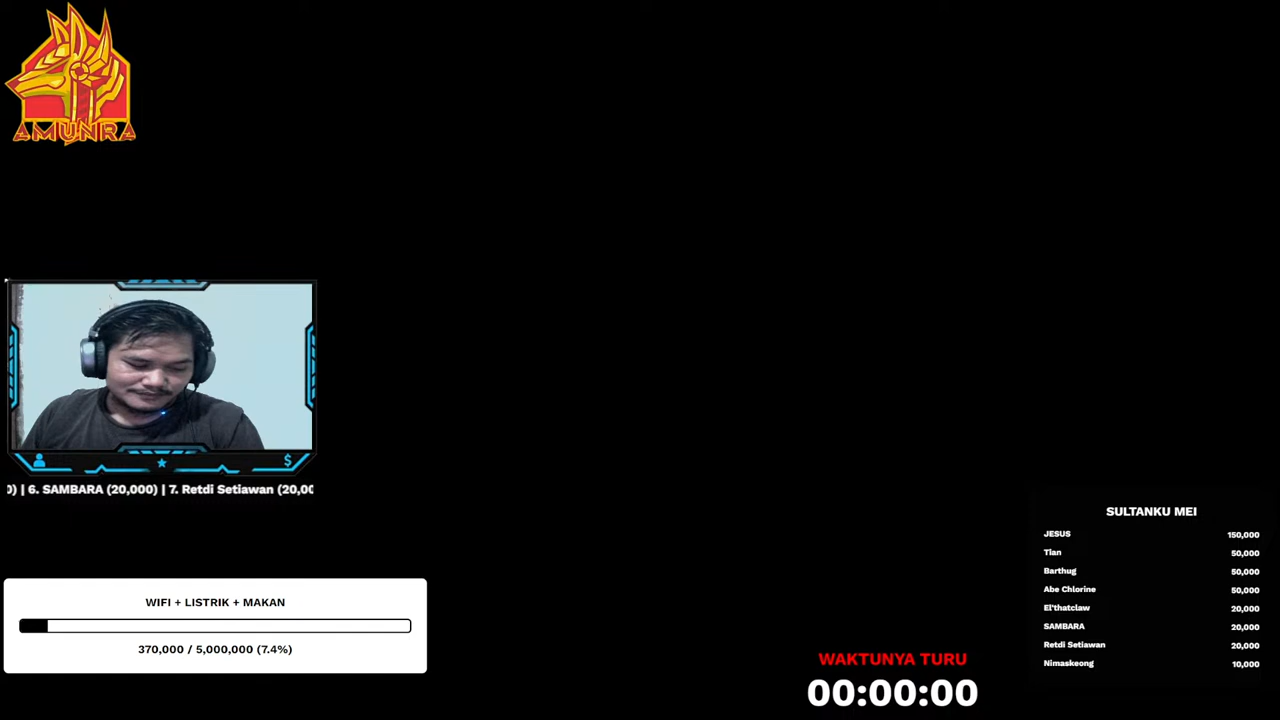 AMUNRA
0) | 6. SAMBARA (20,000) | 7. Retdi Setiawan (20,00
WIFI + LISTRIK + MAKAN
370,000 / 5,000,000 (7.4%)
SULTANKU MEI
JESUS 150,000
Tian 50,000
Barthug 50,000
Abe Chlorine 50,000
El'thatclaw 20,000
SAMBARA 20,000
Retdi Setiawan 20,000
Nimaskeong 10,000
WAKTUNYA TURU
00:00:00